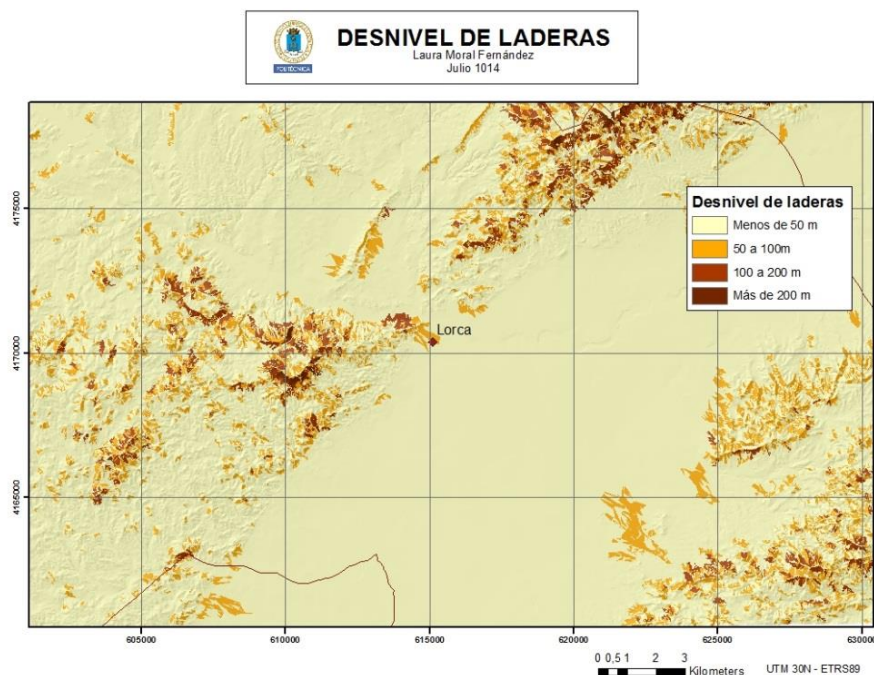 DESNIVEL DE LADERAS
Laura Moral Fernández
Julio 1014
POLITÉCNICA
4175000
4170000
4165000
Desnivel de laderas
Menos de 50 m
50 a 100m
100 a 200 m
Más de 200 m
Lorca
605000 610000 615000 620000 625000 630000
0 0,5 1 2 3
Kilometers
UTM 30N - ETRS89